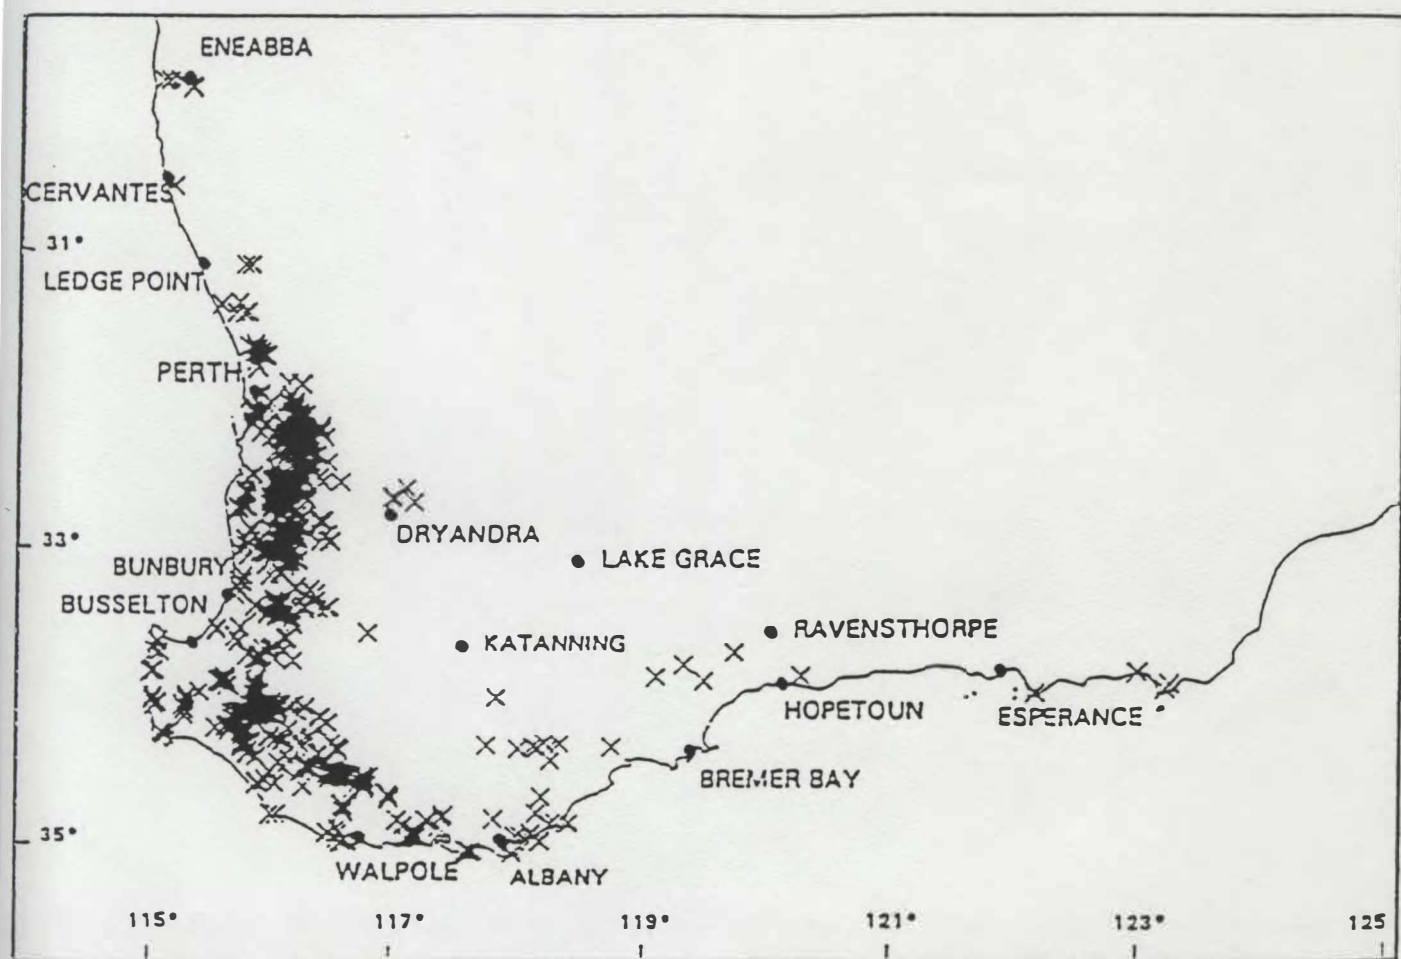 ENEABBA
CERVANTES
31°
LEDGE POINT
PERTH
DRYANDRA
33°
LAKE GRACE
BUNBURY
BUSSELTON
KATANNING
RAVENSTHORPE
HOPETOUN
ESPERANCE
BREMER BAY
35°
WALPOLE
ALBANY
115° 117° 119° 121° 123° 125